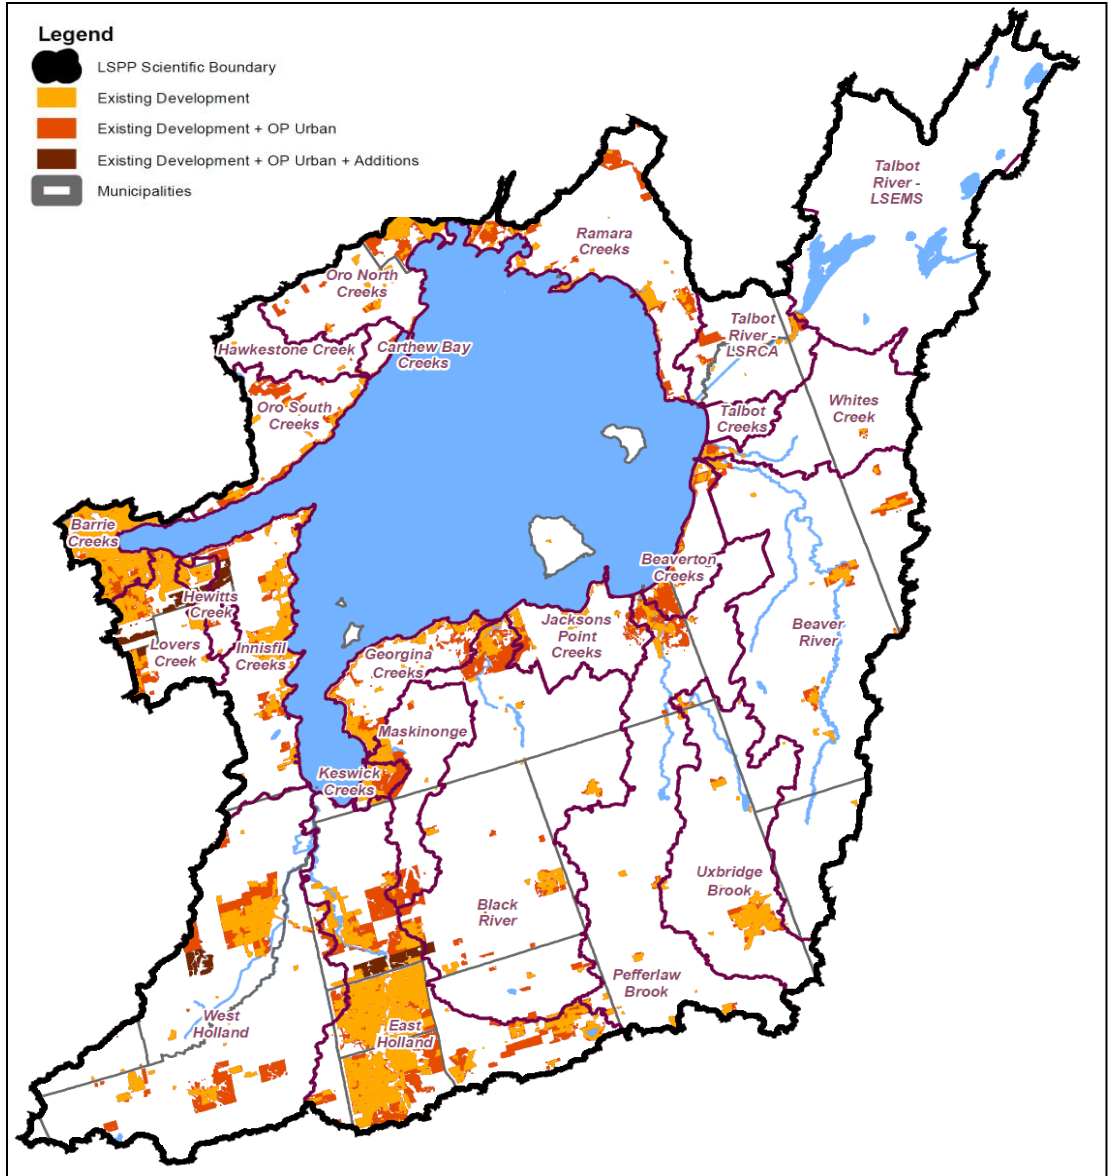 Legend
LSPP Scientific Boundary
Existing Development
Existing Development + OP Urban
Existing Development + OP Urban + Additions
Municipalities
Talbot
River -
LSEMS
Ramara
Creeks
Oro North
Creeks
Talbot
River -
LSRCA
Hawkestone Creek
Carthew Bay
Creeks
Oro South
Creeks
Talbot
Creeks
Whites
Creek
Barrie
Creeks
Beaverton
Creeks
Hewitts
Creek
Lovers
Creek
Innisfil
Creeks
Georgina
Creeks
Jacksons
Point
Creeks
Beaver
River
Maskinonge
Keswick
Creeks
Uxbridge
Brook
Black
River
Pefferlaw
Brook
West
Holland
East
Holland